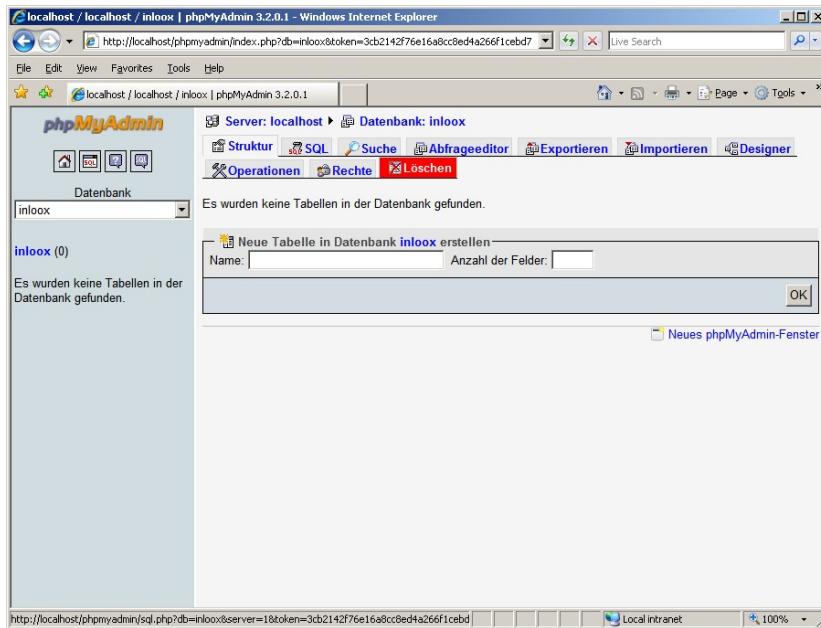 localhost / localhost / inloox | phpMyAdmin 3.2.0.1 - Windows Internet Explorer
http://localhost/phpmyadmin/index.php?db=inloox&token=3cb2142f76e16a8cc8ed4a266f1cebd7
Live Search
File Edit View Favorites Tools Help
localhost / localhost / inloox | phpMyAdmin 3.2.0.1
Page Tools »
phpMyAdmin
Server: localhost Datenbank: inloox
Struktur SQL Suche Abfrageeditor Exportieren Importieren Designer
Operationen Rechte Löschen
SQL
Datenbank
inloox
Es wurden keine Tabellen in der Datenbank gefunden.
inloox (0)
Neue Tabelle in Datenbank inloox erstellen
Name: Anzahl der Felder:
Es wurden keine Tabellen in der
Datenbank gefunden.
OK
Neues phpMyAdmin-Fenster
http://localhost/phpmyadmin/sql.php?db=inloox&server=1&token=3cb2142f76e16a8cc8ed4a266f1cebd
Local intranet
100%